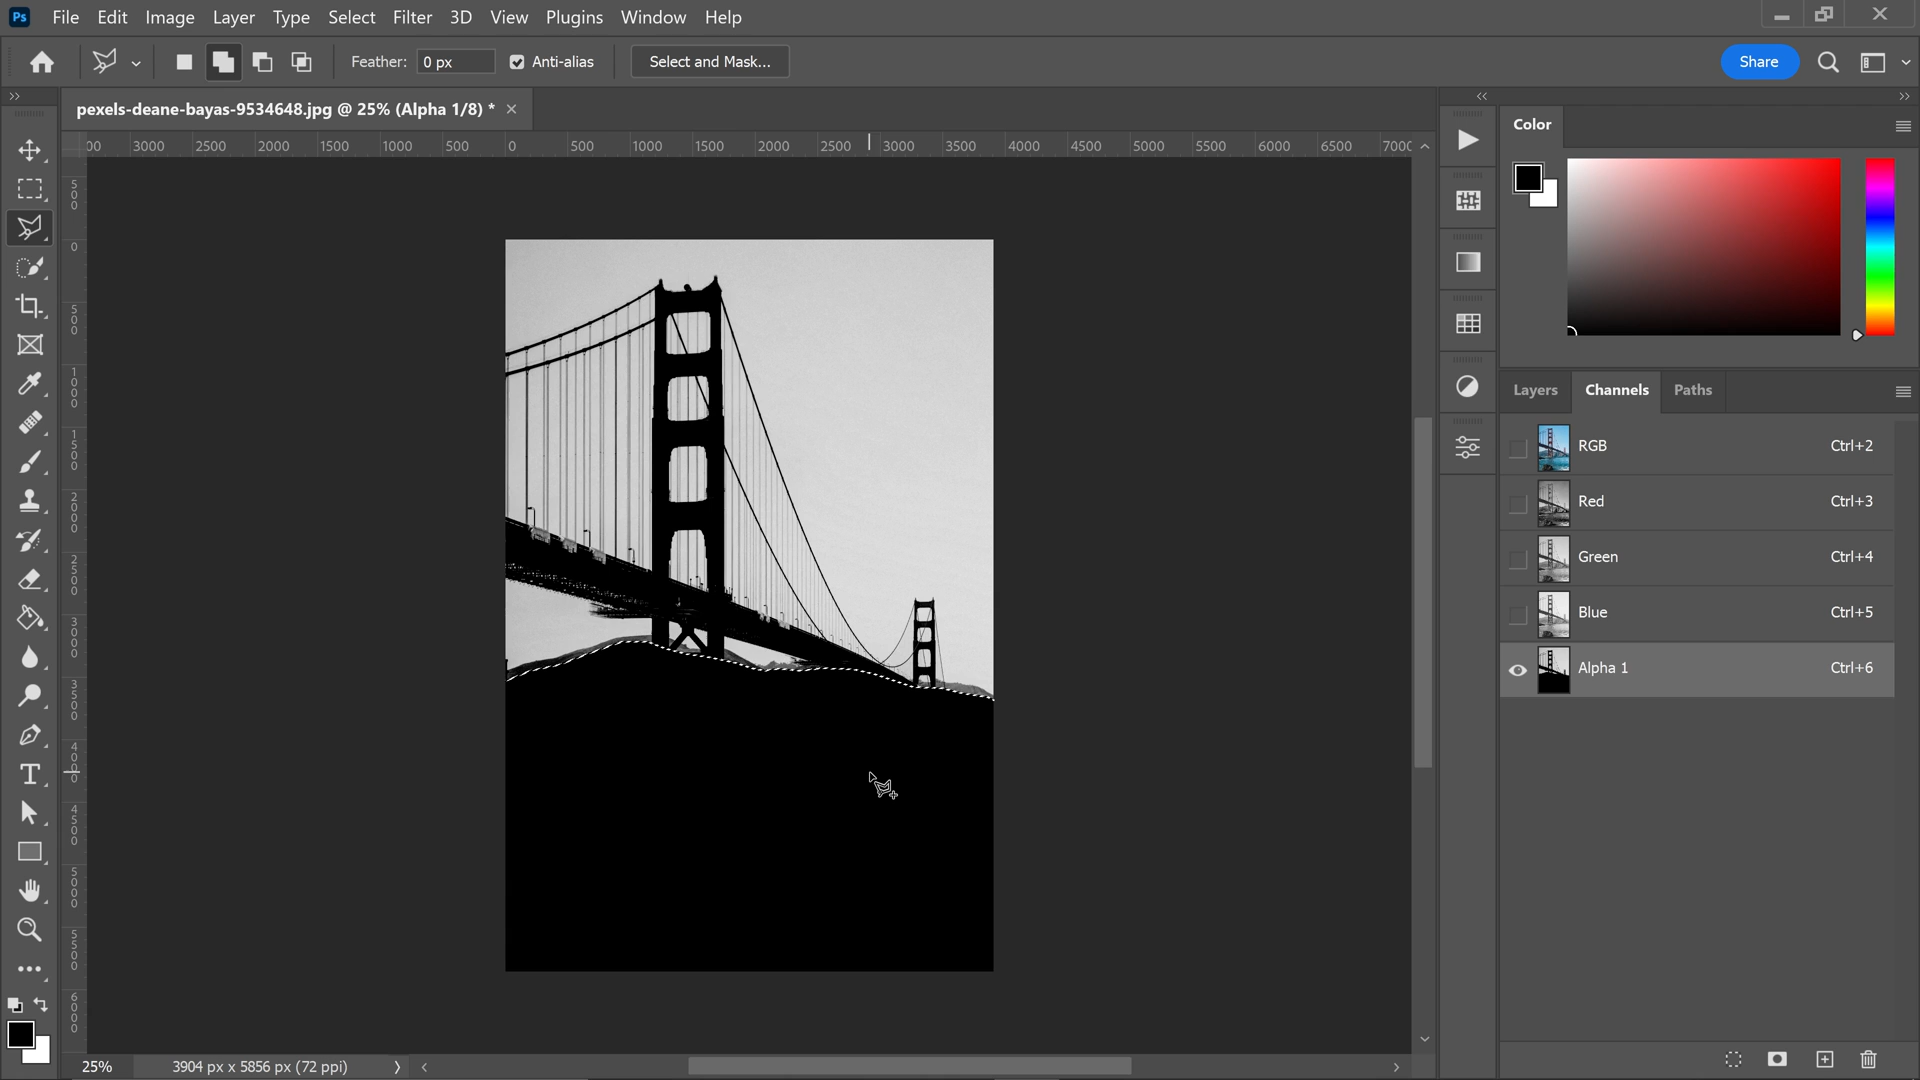 Ps File Edit Image Layer Type Select Filter 3D View Plugins Window Help
Feather: 0 px Anti-alias Select and Mask... Share
pexels-deane-bayas-9534648.jpg @ 25% (Alpha 1/8) *
00 3000 2500 2000 1500 1000 500 0 500 1000 1500 2000 2500 3000 3500 4000 4500 5000 5500 6000 6500 7000
500
0
500
1000
1500
2000
2500
3000
3500
4000
4500
5000
5500
6000
Color
Layers Channels Paths
RGB Ctrl+2
Red Ctrl+3
Green Ctrl+4
Blue Ctrl+5
Alpha 1 Ctrl+6
25% 3904 px x 5856 px (72 ppi)